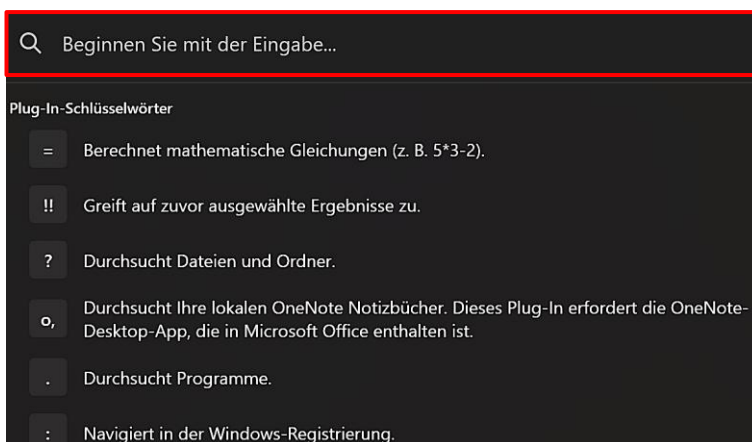 Beginnen Sie mit der Eingabe...
Plug-In-Schlüsselwörter
= Berechnet mathematische Gleichungen (z. B. 5*3-2).
!! Greift auf zuvor ausgewählte Ergebnisse zu.
? Durchsucht Dateien und Ordner.
o, Durchsucht Ihre lokalen OneNote Notizbücher. Dieses Plug-In erfordert die OneNote-
Desktop-App, die in Microsoft Office enthalten ist.
. Durchsucht Programme.
: Navigiert in der Windows-Registrierung.